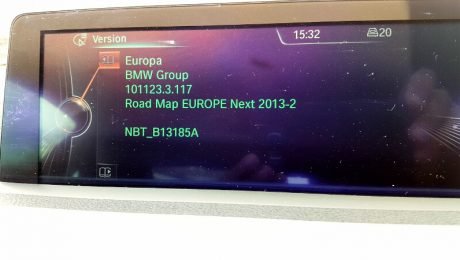 Version
15:32
20
Europa
BMW Group
101123.3.117
Road Map EUROPE Next 2013-2
NBT_B13185A